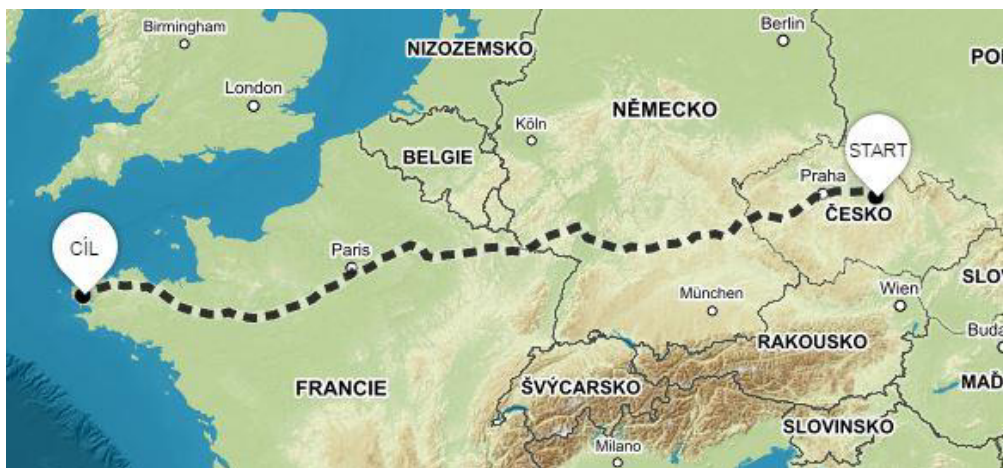 Birmingham
Berlin
NIZOZEMSKO
PO
London
NĚMECKO
Köln
BELGIE
START
Praha
ČESKO
CÍL
Paris
SLOV
München
Wien
Buda
RAKOUSKO
FRANCIE
ŠVÝCARSKO
MAĎ
SLOVINSKO
Milano